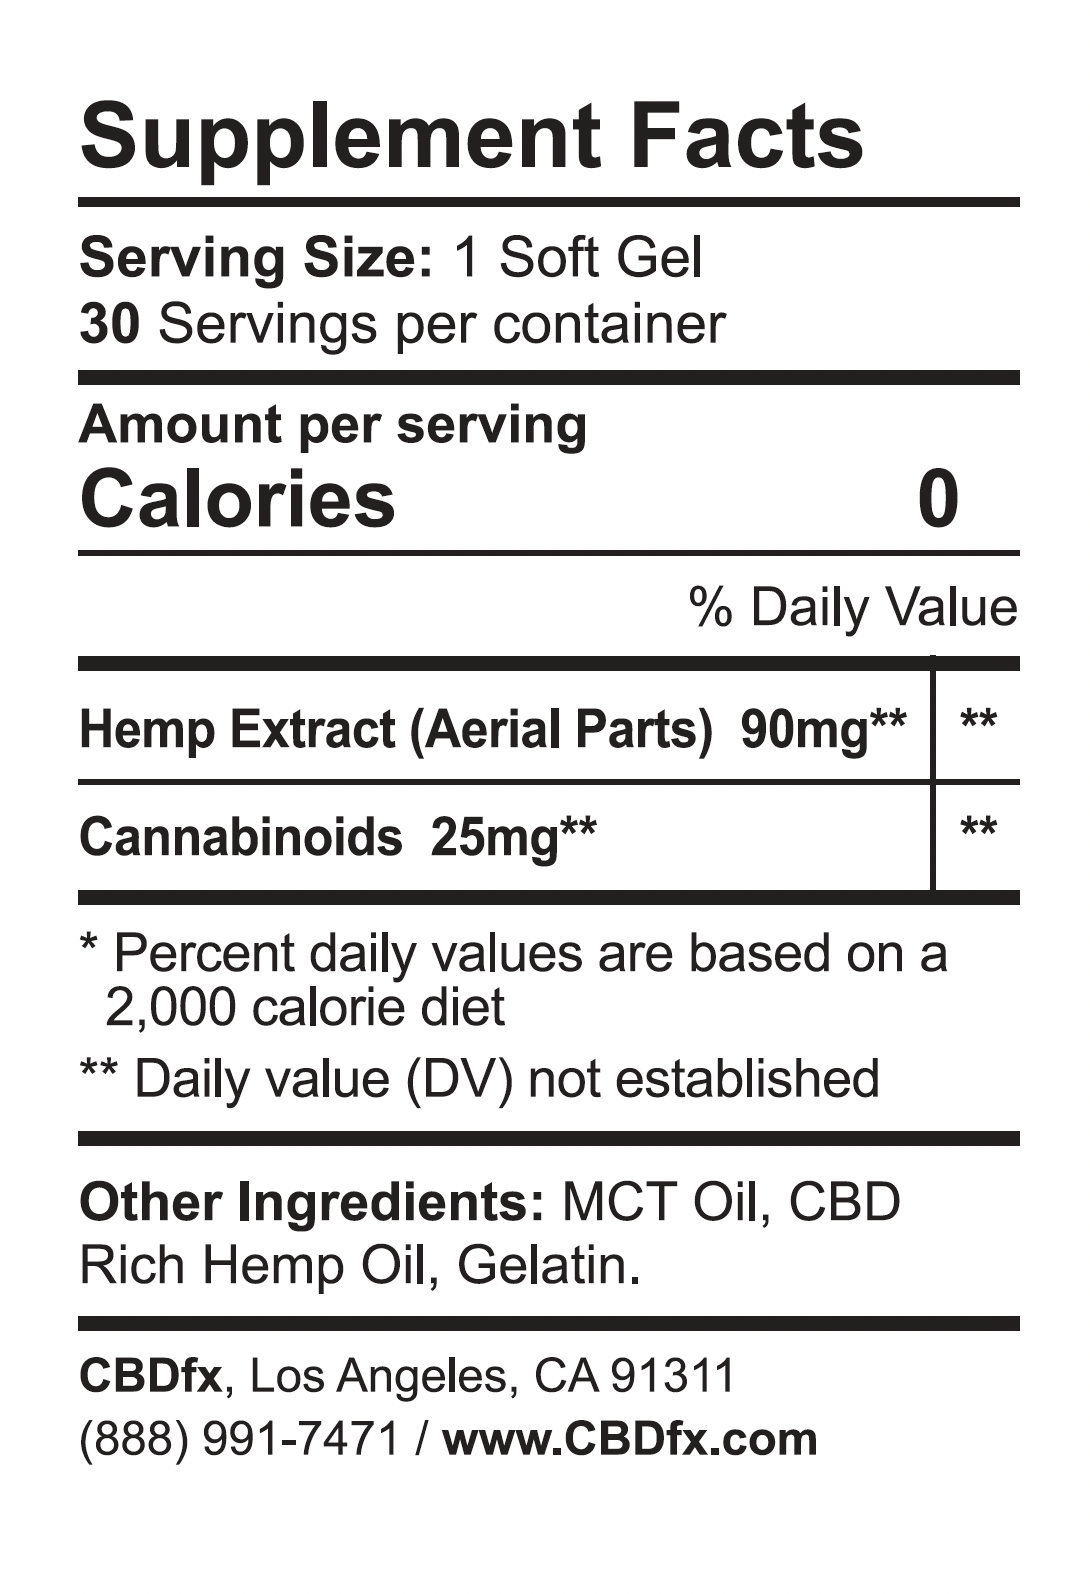 Supplement Facts
Serving Size: 1 Soft Gel
30 Servings per container
Amount per serving
Calories 0
% Daily Value
Hemp Extract (Aerial Parts) 90mg** **
Cannabinoids 25mg** **
* Percent daily values are based on a
2,000 calorie diet
** Daily value (DV) not established
Other Ingredients: MCT Oil, CBD
Rich Hemp Oil, Gelatin.
CBDfx, Los Angeles, CA 91311
(888) 991-7471 / www.CBDfx.com